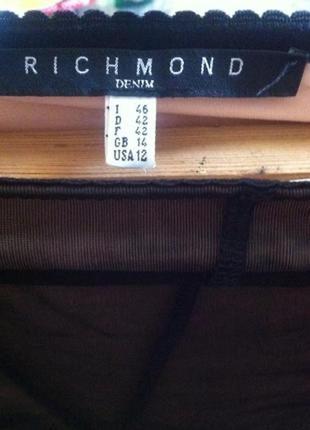 RICHMOND
DENIM
I 46
D 42
F 42
GB 14
USA 12